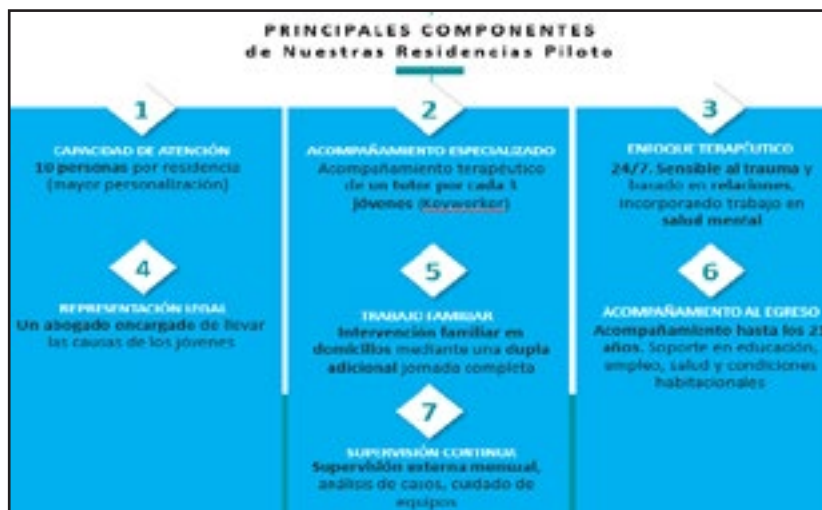 PRINCIPALES COMPONENTES
de Nuestras Residencias Piloto
1
CAPACIDAD DE ATENCIÓN
10 personas por residencia
(mayor personalización)
2
ACOMPAÑAMIENTO ESPECIALIZADO
Acompañamiento terapéutico
de un tutor por cada
jóvenes (Keyworker)
3
ENFOQUE TERAPÉUTICO
24/7. Sensible al trauma y
basado en relaciones,
incorporando trabajo en
salud mental
4
REPRESENTACIÓN LEGAL
Un abogado encargado de llevar
las causas de los jóvenes
5
TRABAJO FAMILIAR
Intervención familiar en
domicilios mediante una dupla
adicional jornada completa
6
ACOMPAÑAMIENTO AL EGRESO
Acompañamiento hasta los
años. Soporte en educación,
empleo, salud y condiciones
habitacionales
7
SUPERVISIÓN CONTINUA
Supervisión externa mensual,
análisis de casos, cuidado de
equipos